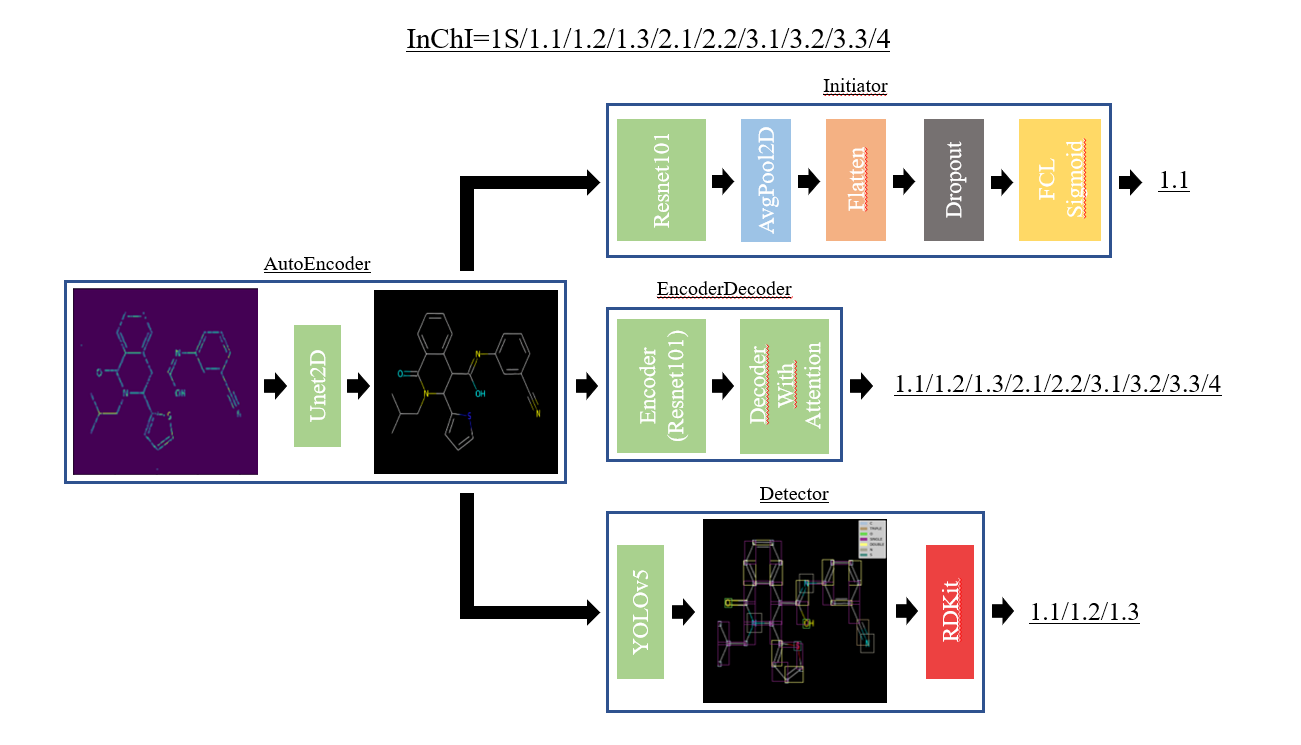 InChI=1S/1.1/1.2/1.3/2.1/2.2/3.1/3.2/3.3/4
Initiator
Resnet101
AvgPool2D
Flatten
Dropout
FCL
Sigmoid
1.1
AutoEncoder
O
N
N
OH
S
N
Unet2D
O
N
N
OH
S
N
EncoderDecoder
Encoder
(Resnet101)
Decoder
With
Attention
1.1/1.2/1.3/2.1/2.2/3.1/3.2/3.3/4
Detector
YOLOv5
OH
RDKit
1.1/1.2/1.3